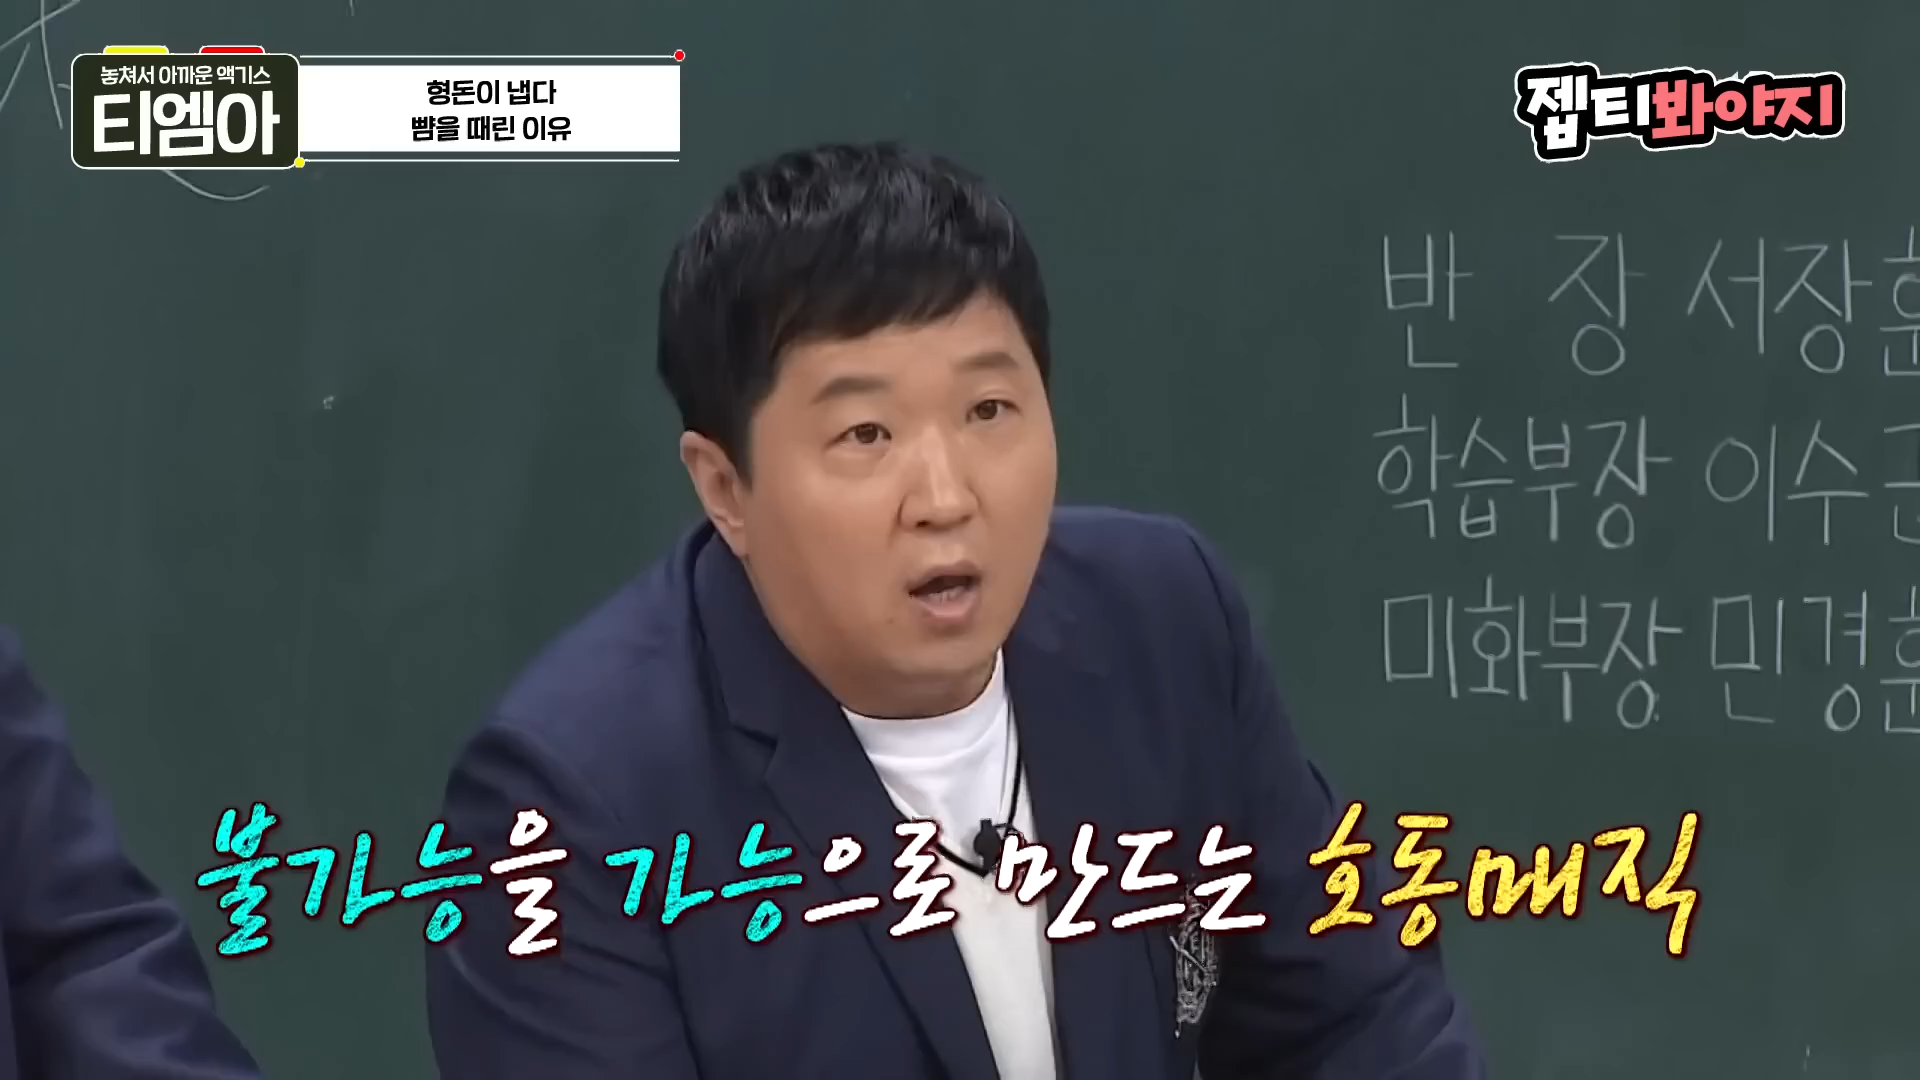 놓쳐서 아까운 액기스
티엠아
형돈이 냅다
뺨을 때린 이유
젭티봐야지
반 장 서장훈
학습부장 이수
미화부장 민경훈
불가능을 가능으로 만드는 호동매직